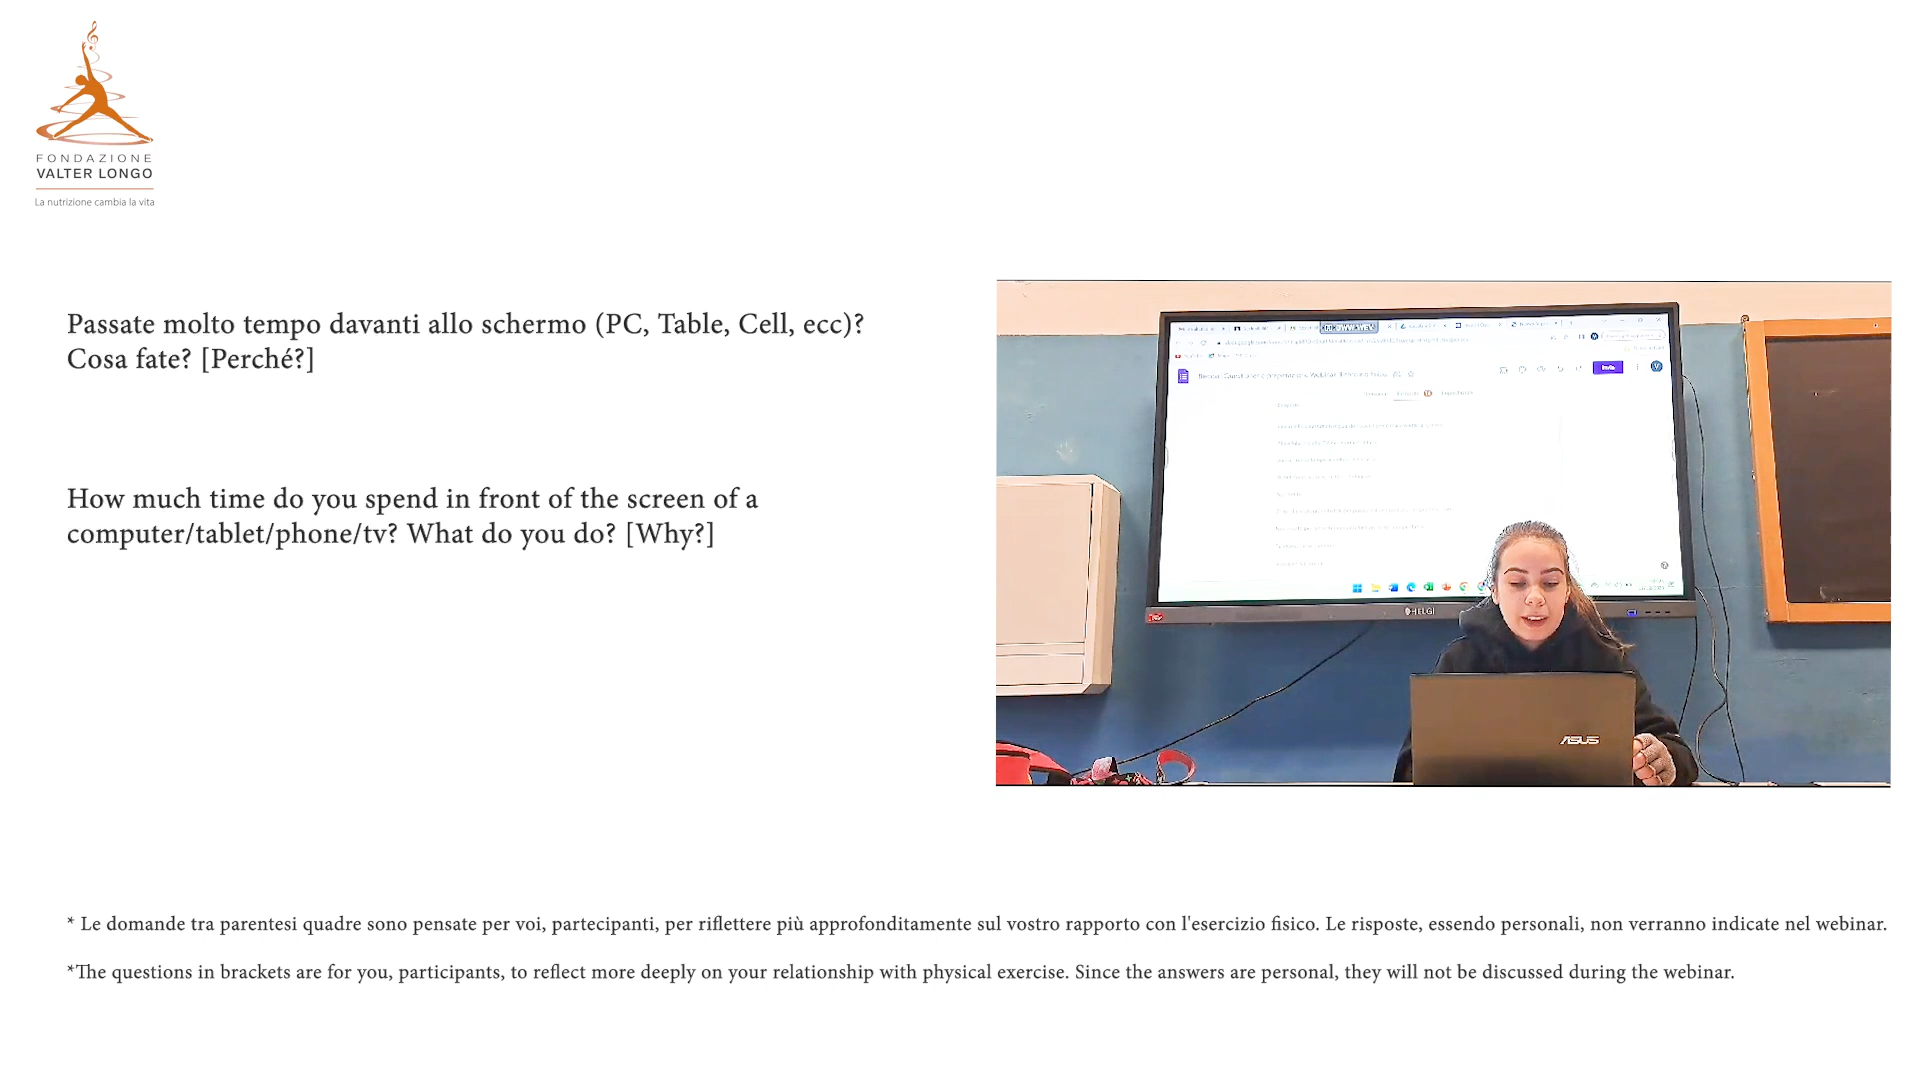 FONDAZIONE
VALTER LONGO
La nutrizione cambia la vita
Passate molto tempo davanti allo schermo (PC, Table, Cell, ecc)?
Cosa fate? [Perché?]
How much time do you spend in front of the screen of a
computer/tablet/phone/tv? What do you do? [Why?]
HELGI
ASUS
* Le domande tra parentesi quadre sono pensate per voi, partecipanti, per riflettere più approfonditamente sul vostro rapporto con l'esercizio fisico. Le risposte, essendo personali, non verranno indicate nel webinar.
*The questions in brackets are for you, participants, to reflect more deeply on your relationship with physical exercise. Since the answers are personal, they will not be discussed during the webinar.